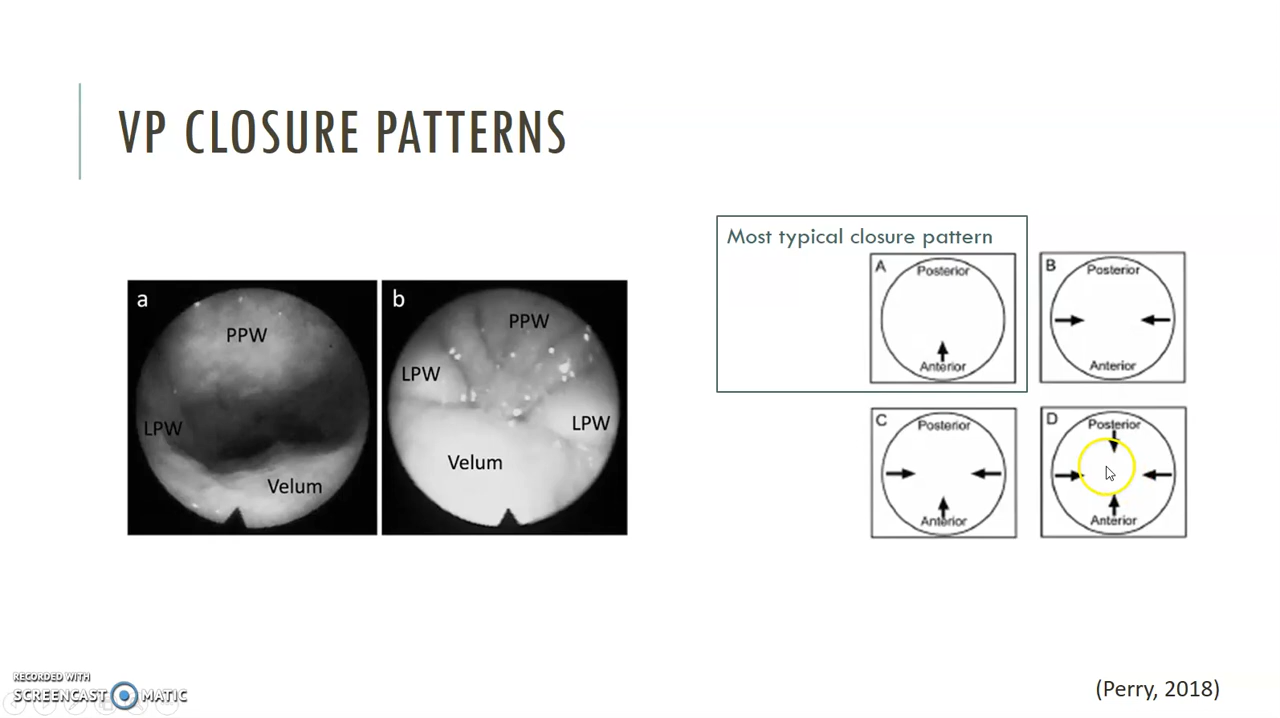 VP CLOSURE PATTERNS
a
PPW
LPW
Velum
b
PPW
LPW
LPW
Velum
Most typical closure pattern
A
Posterior
Anterior
B
Posterior
Anterior
C
Posterior
Anterior
D
Posterior
Anterior
(Perry, 2018)
RECORDED WITH
SCREENCAST MATIC